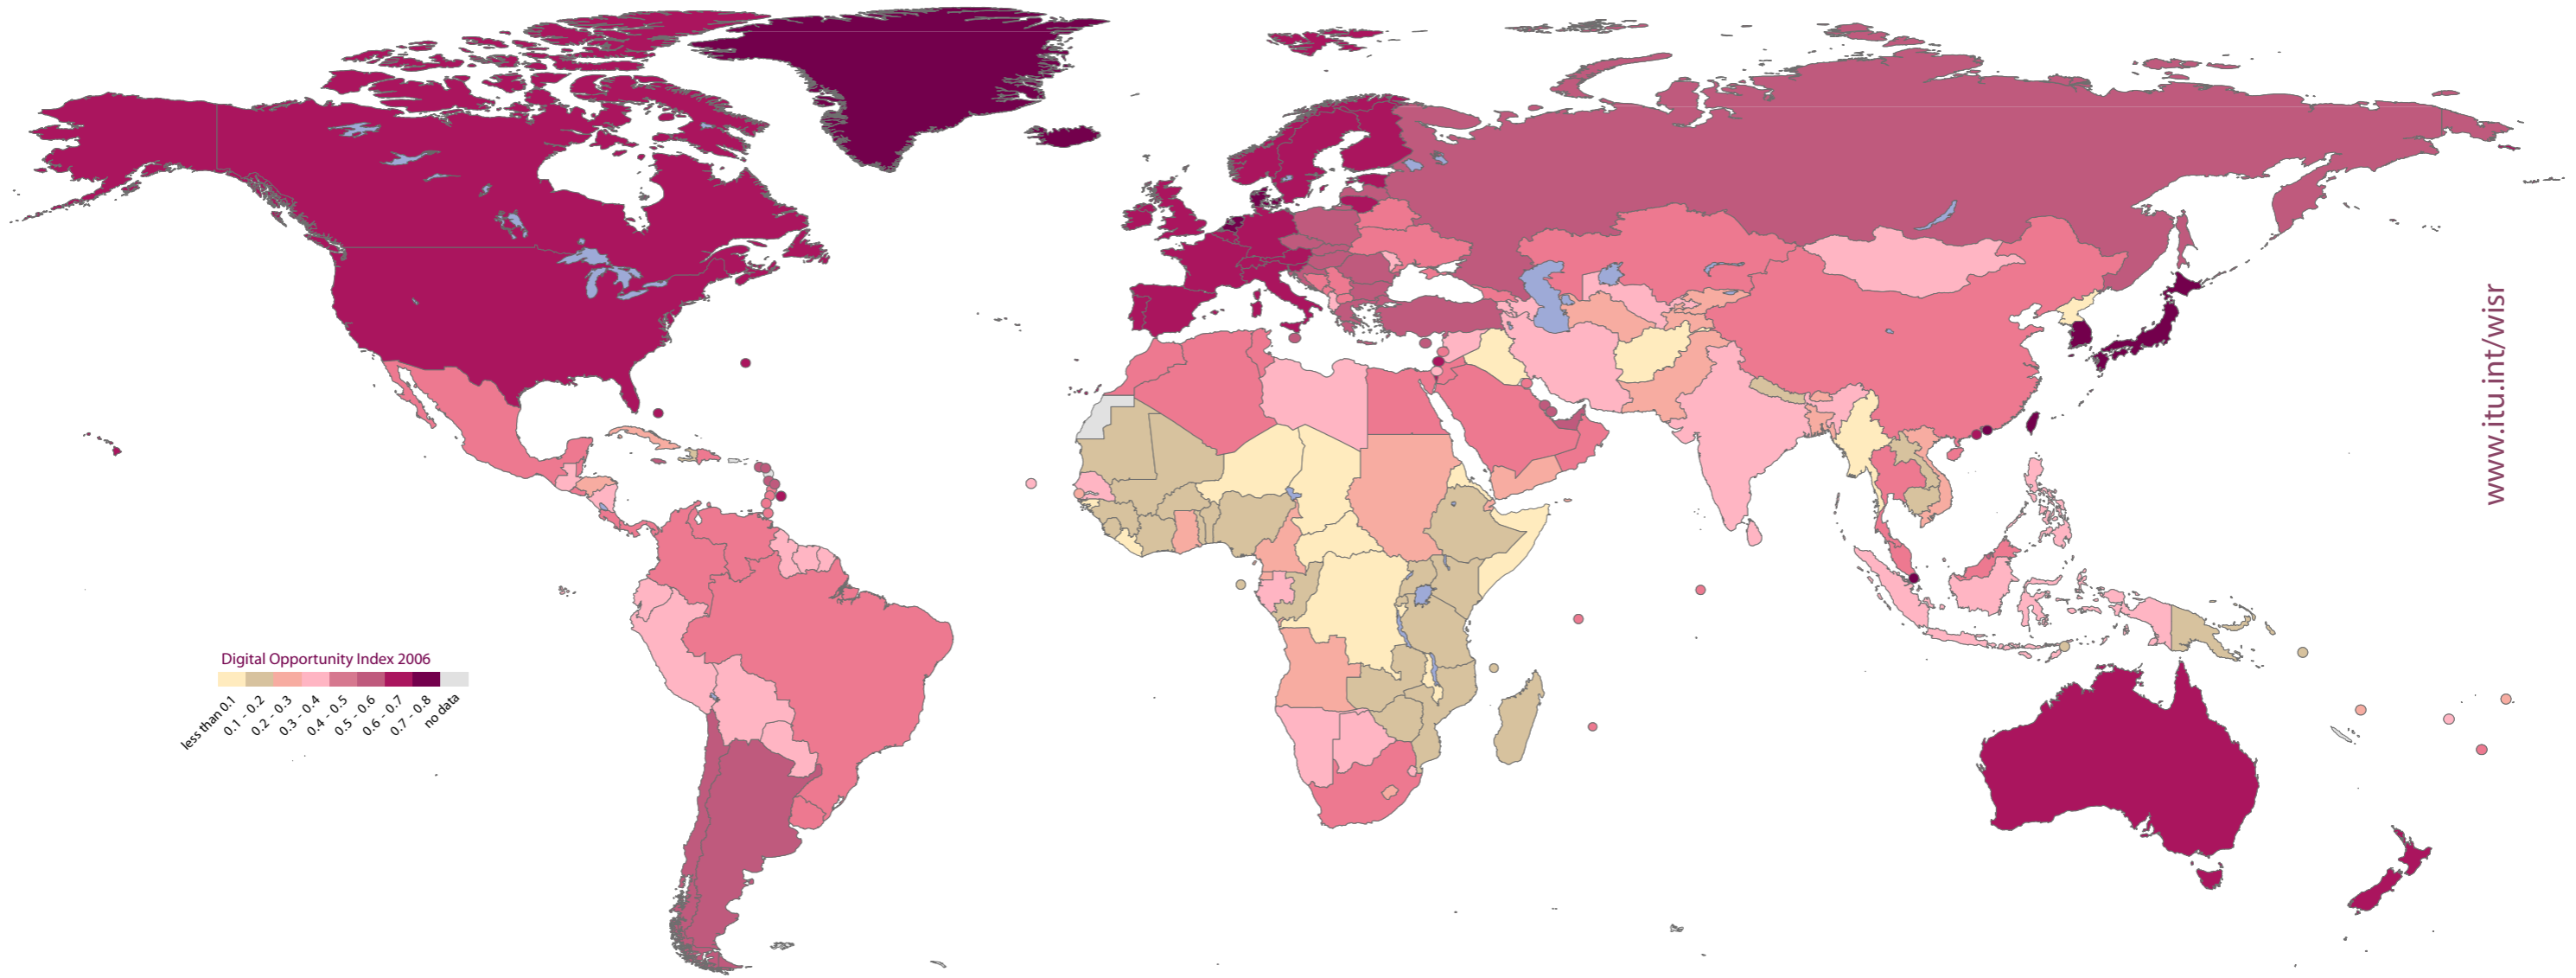 Digital Opportunity Index 2006
less than 0.1
0.1 - 0.2
0.2 - 0.3
0.3 - 0.4
0.4 - 0.5
0.5 - 0.6
0.6 - 0.7
0.7 - 0.8
no data
www.itu.int/wisr